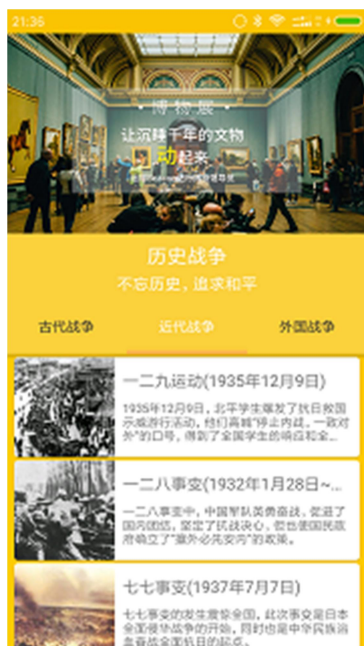 21:36
博物展
让沉睡千年的文物
动起来
历史战争
不忘历史，追求和平
古代战争 近代战争 外国战争
一二九运动(1935年12月9日)
1935年12月9日，北平学生爆发了抗日救国
示威游行活动，他们高喊"停止内战，一致对
外"的口号，得到了全国学生的响应和全...
一二八事变(1932年1月28日~...
一二八事变中，中国军队英勇奋战，促进了
国内团结，坚定了抗战决心，但也使国民政
府确立了"攘外必先安内"的政策。
七七事变(1937年7月7日)
七七事变的发生震惊全国，此次事变是日本
全面侵华战争的开始，同时也是中华民族浴
血奋战全面抗日的起点。